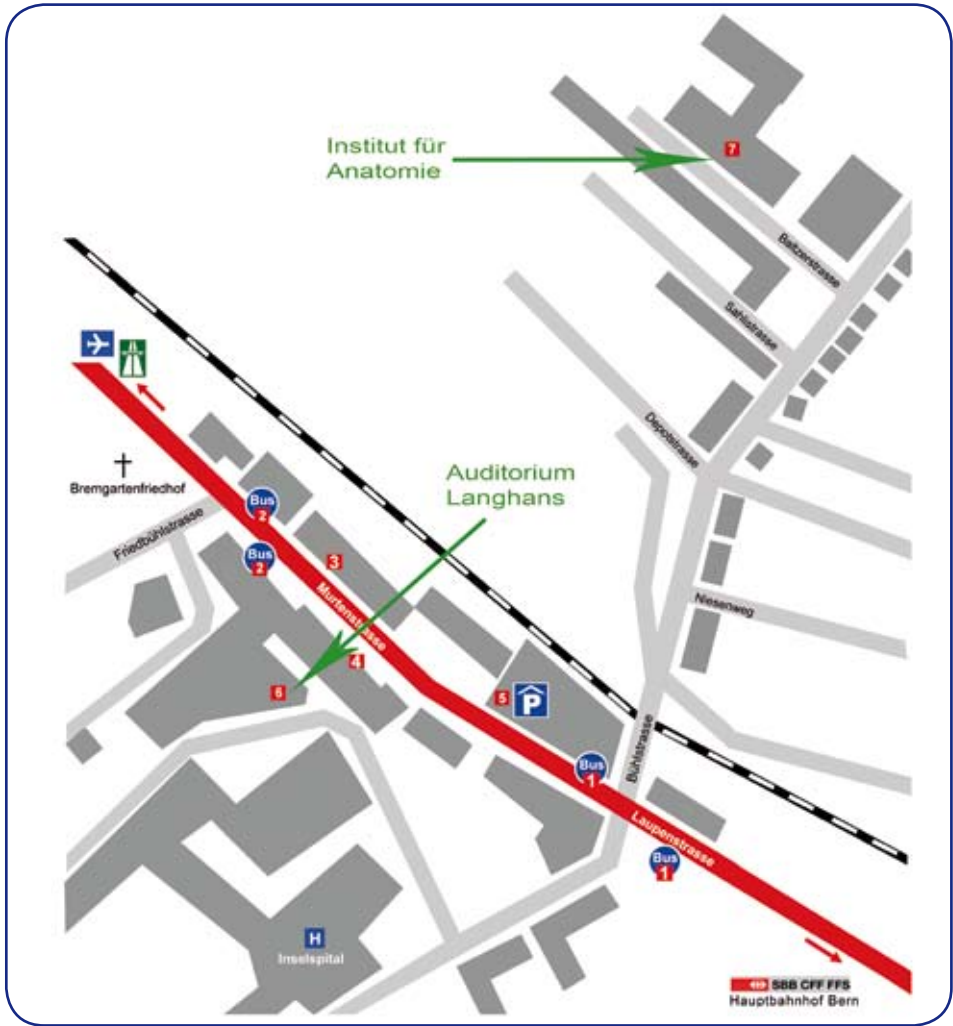 Institut für
Anatomie
7
Baltzerstrasse
Sahlistrasse
Depotstrasse
Auditorium
Langhans
Bremgartenfriedhof
Friedbühlstrasse
Bus
2
Bus
2
3
Murtenstrasse
4
Niesenweg
6
5
P
Bühlstrasse
Bus
1
Laupenstrasse
Bus
1
H
Inselspital
SBB CFF FFS
Hauptbahnhof Bern